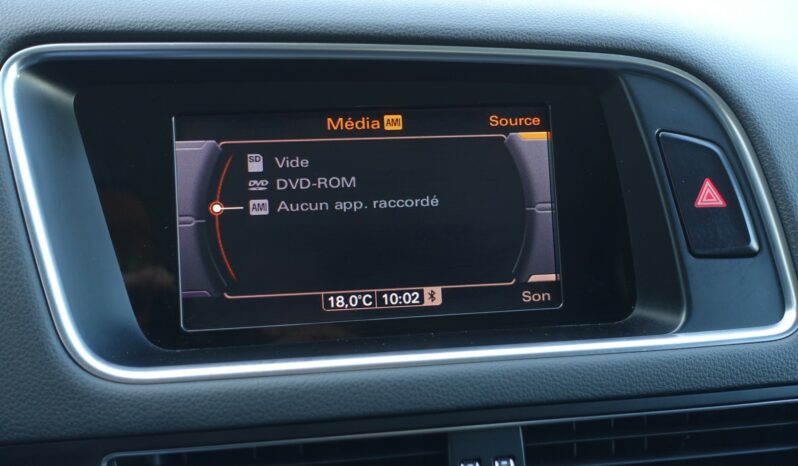 Média AMI Source
SD Vide
DVD DVD-ROM
AMI Aucun app. raccordé
18,0°C 10:02 Son